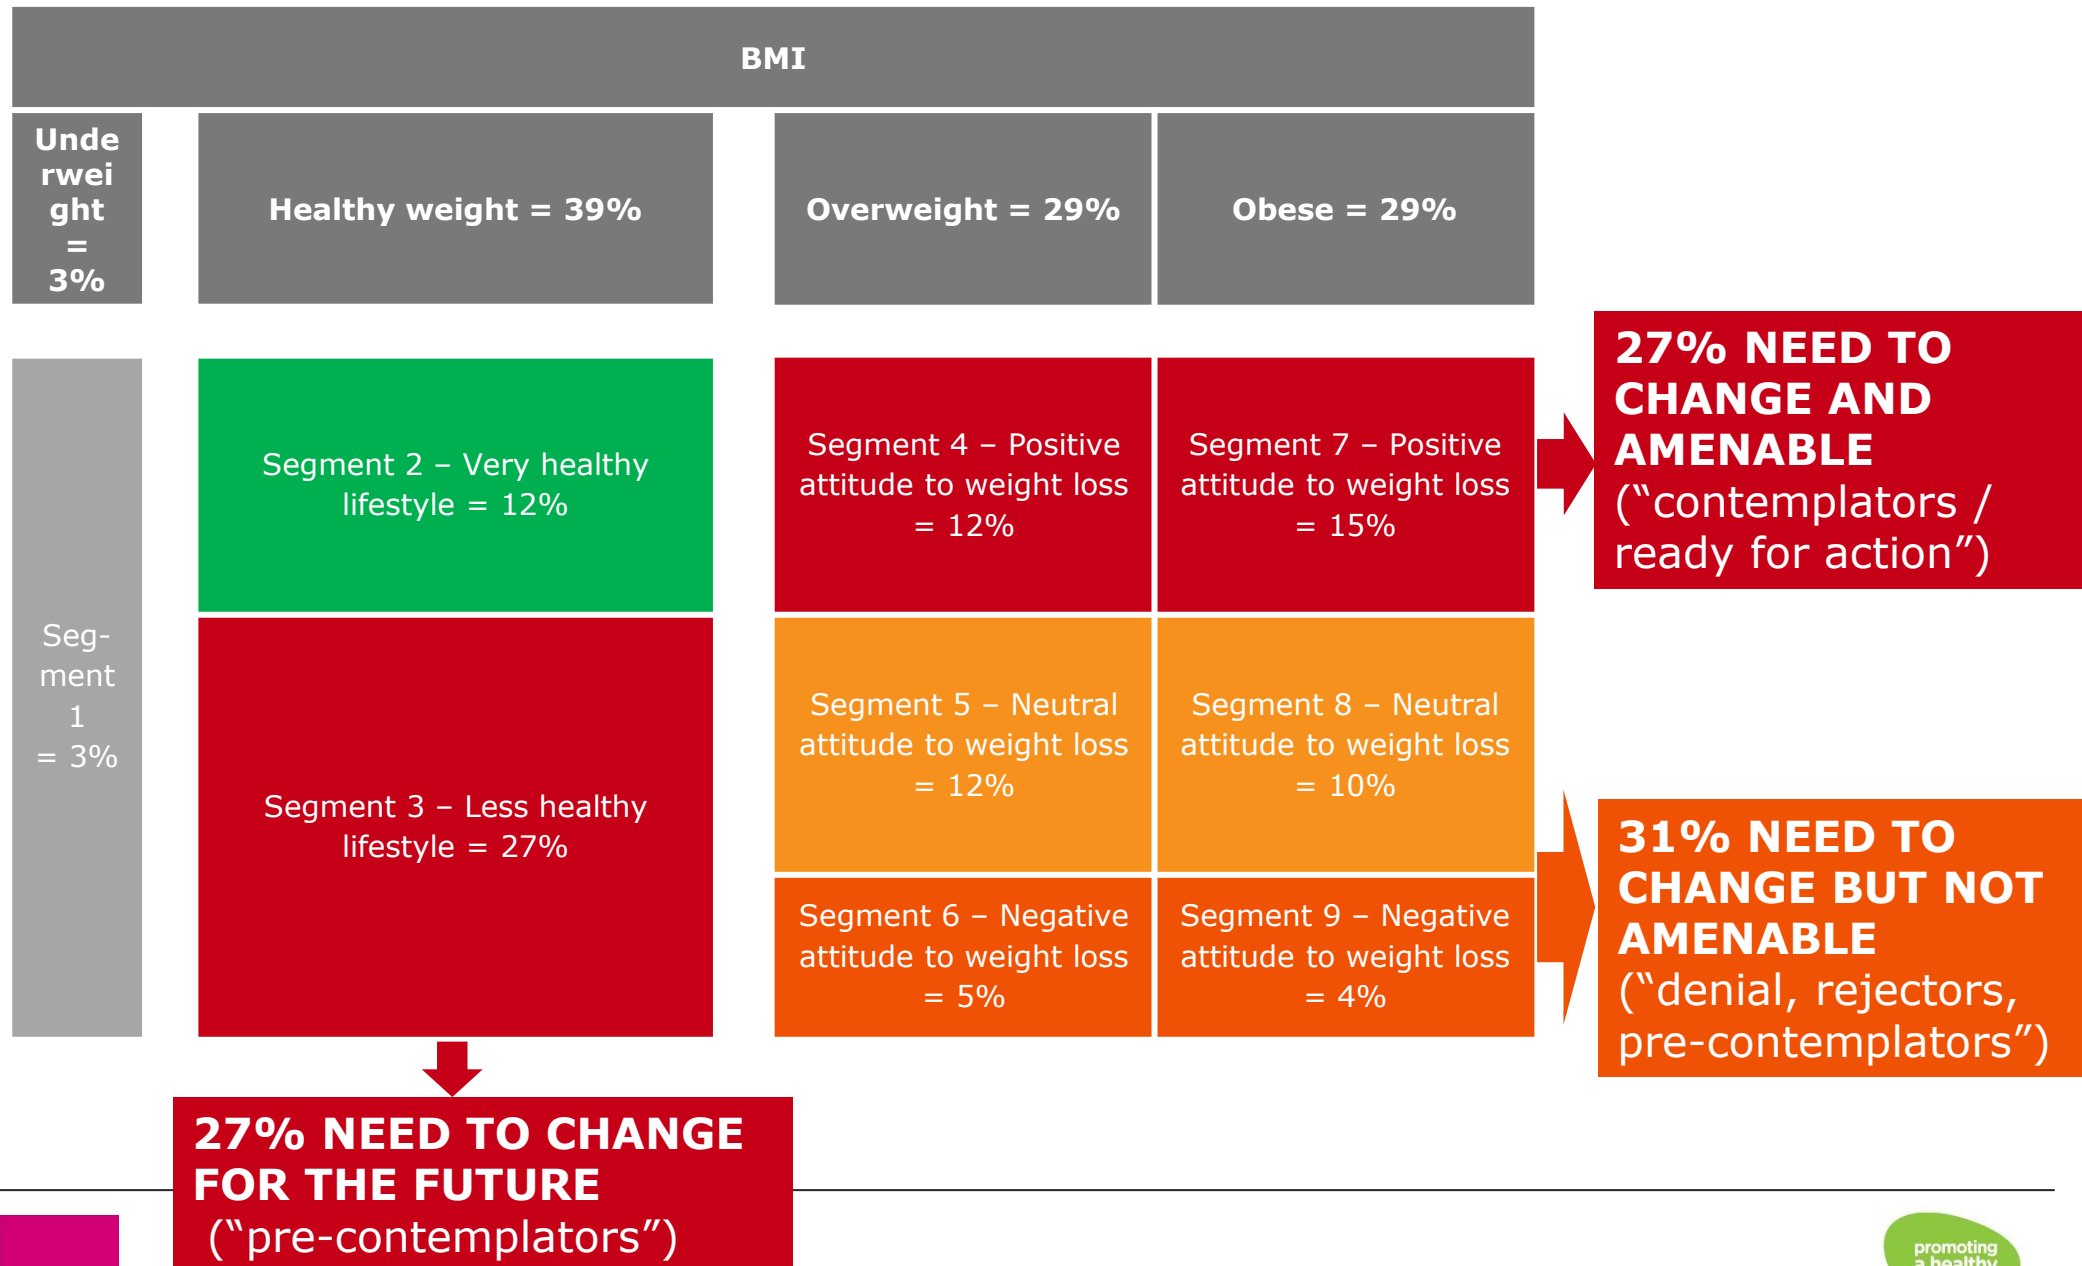 BMI
Unde
rwei
ght
=
3%
Healthy weight = 39%
Overweight = 29%
Obese = 29%
Seg-
ment
1
= 3%
Segment 2 – Very healthy
lifestyle = 12%
Segment 3 – Less healthy
lifestyle = 27%
Segment 4 – Positive
attitude to weight loss
= 12%
Segment 7 – Positive
attitude to weight loss
= 15%
Segment 5 – Neutral
attitude to weight loss
= 12%
Segment 8 – Neutral
attitude to weight loss
= 10%
Segment 6 – Negative
attitude to weight loss
= 5%
Segment 9 – Negative
attitude to weight loss
= 4%
27% NEED TO
CHANGE AND
AMENABLE
(“contemplators /
ready for action”)
31% NEED TO
CHANGE BUT NOT
AMENABLE
(“denial, rejectors,
pre-contemplators”)
27% NEED TO CHANGE
FOR THE FUTURE
(“pre-contemplators”)
promoting
a healthy